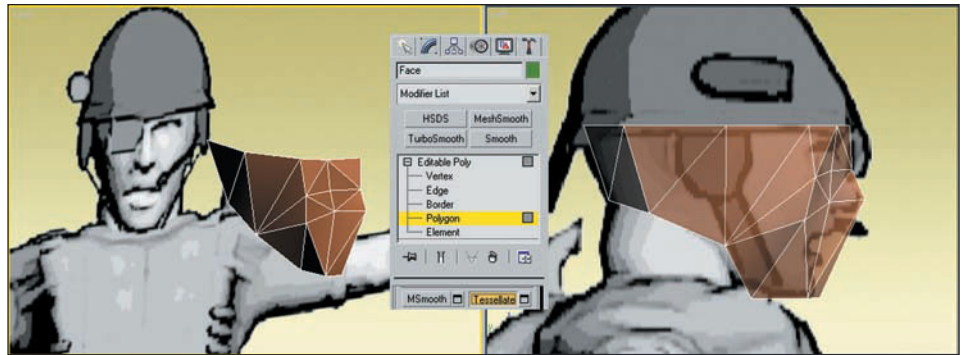 Face
Modifier List
HSDS MeshSmooth
TurboSmooth Smooth
Editable Poly
Vertex
Edge
Border
Polygon
Element
MSmooth Tessellate